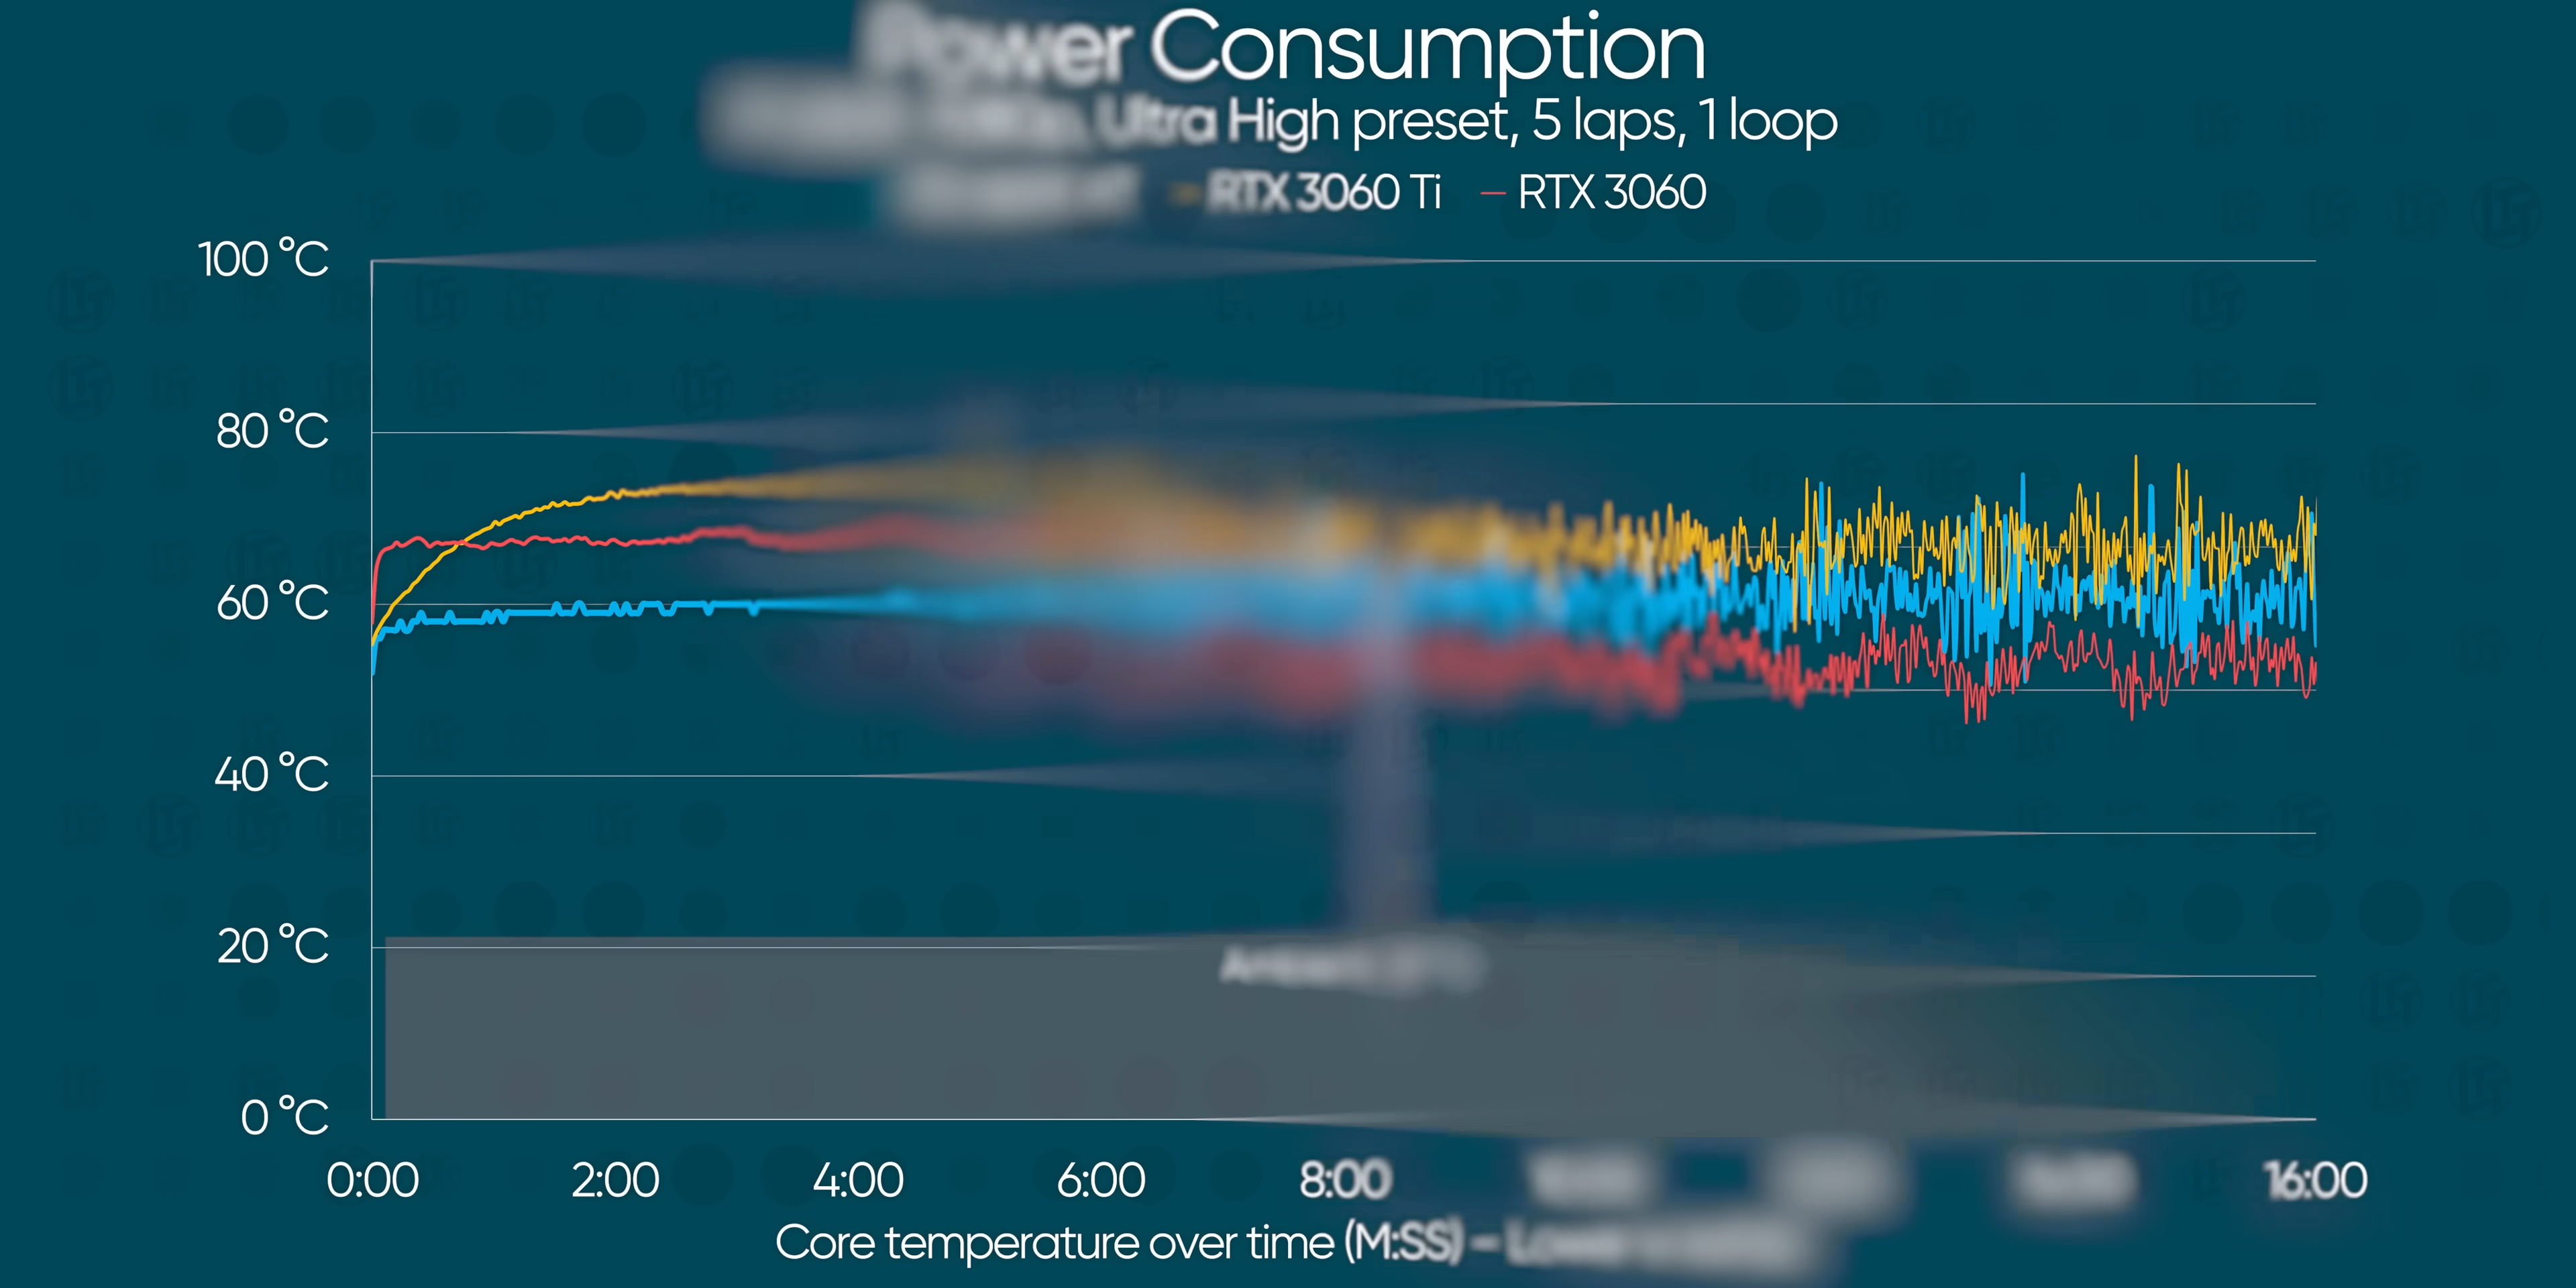 Power Consumption
Ultra High preset, 5 laps, 1 loop
RTX 3060 Ti RTX 3060
100 °C
80 °C
60 °C
40 °C
20 °C
0 °C
0:00 2:00 4:00 6:00 8:00 16:00
Core temperature over time (M:SS) – Lower